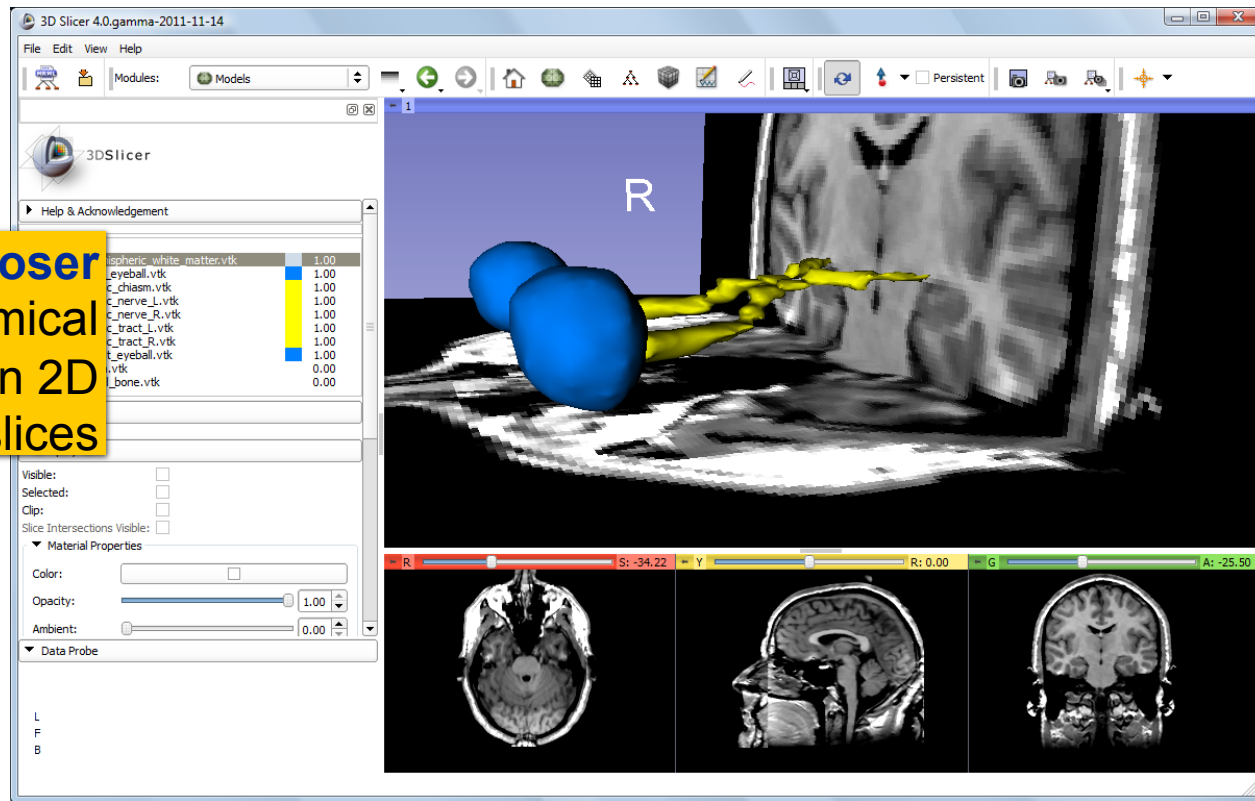 3D Slicer 4.0.gamma-2011-11-14
File Edit View Help
Modules: Models Persistent
1
3DSlicer
Help & Acknowledgement
ispheric_white_matter.vtk 1.00
eyeball.vtk 1.00
c_chiasm.vtk 1.00
c_nerve_L.vtk 1.00
c_nerve_R.vtk 1.00
c_tract_L.vtk 1.00
c_tract_R.vtk 1.00
t_eyeball.vtk 1.00
.vtk 0.00
_bone.vtk 0.00
oser
mical
n 2D
slices
Visible:
Selected:
Clip:
Slice Intersections Visible:
Material Properties
Color:
Opacity: 1.00
Ambient: 0.00
Data Probe
L
F
B
R
R S: -34.22 Y R: 0.00 G A: -25.50